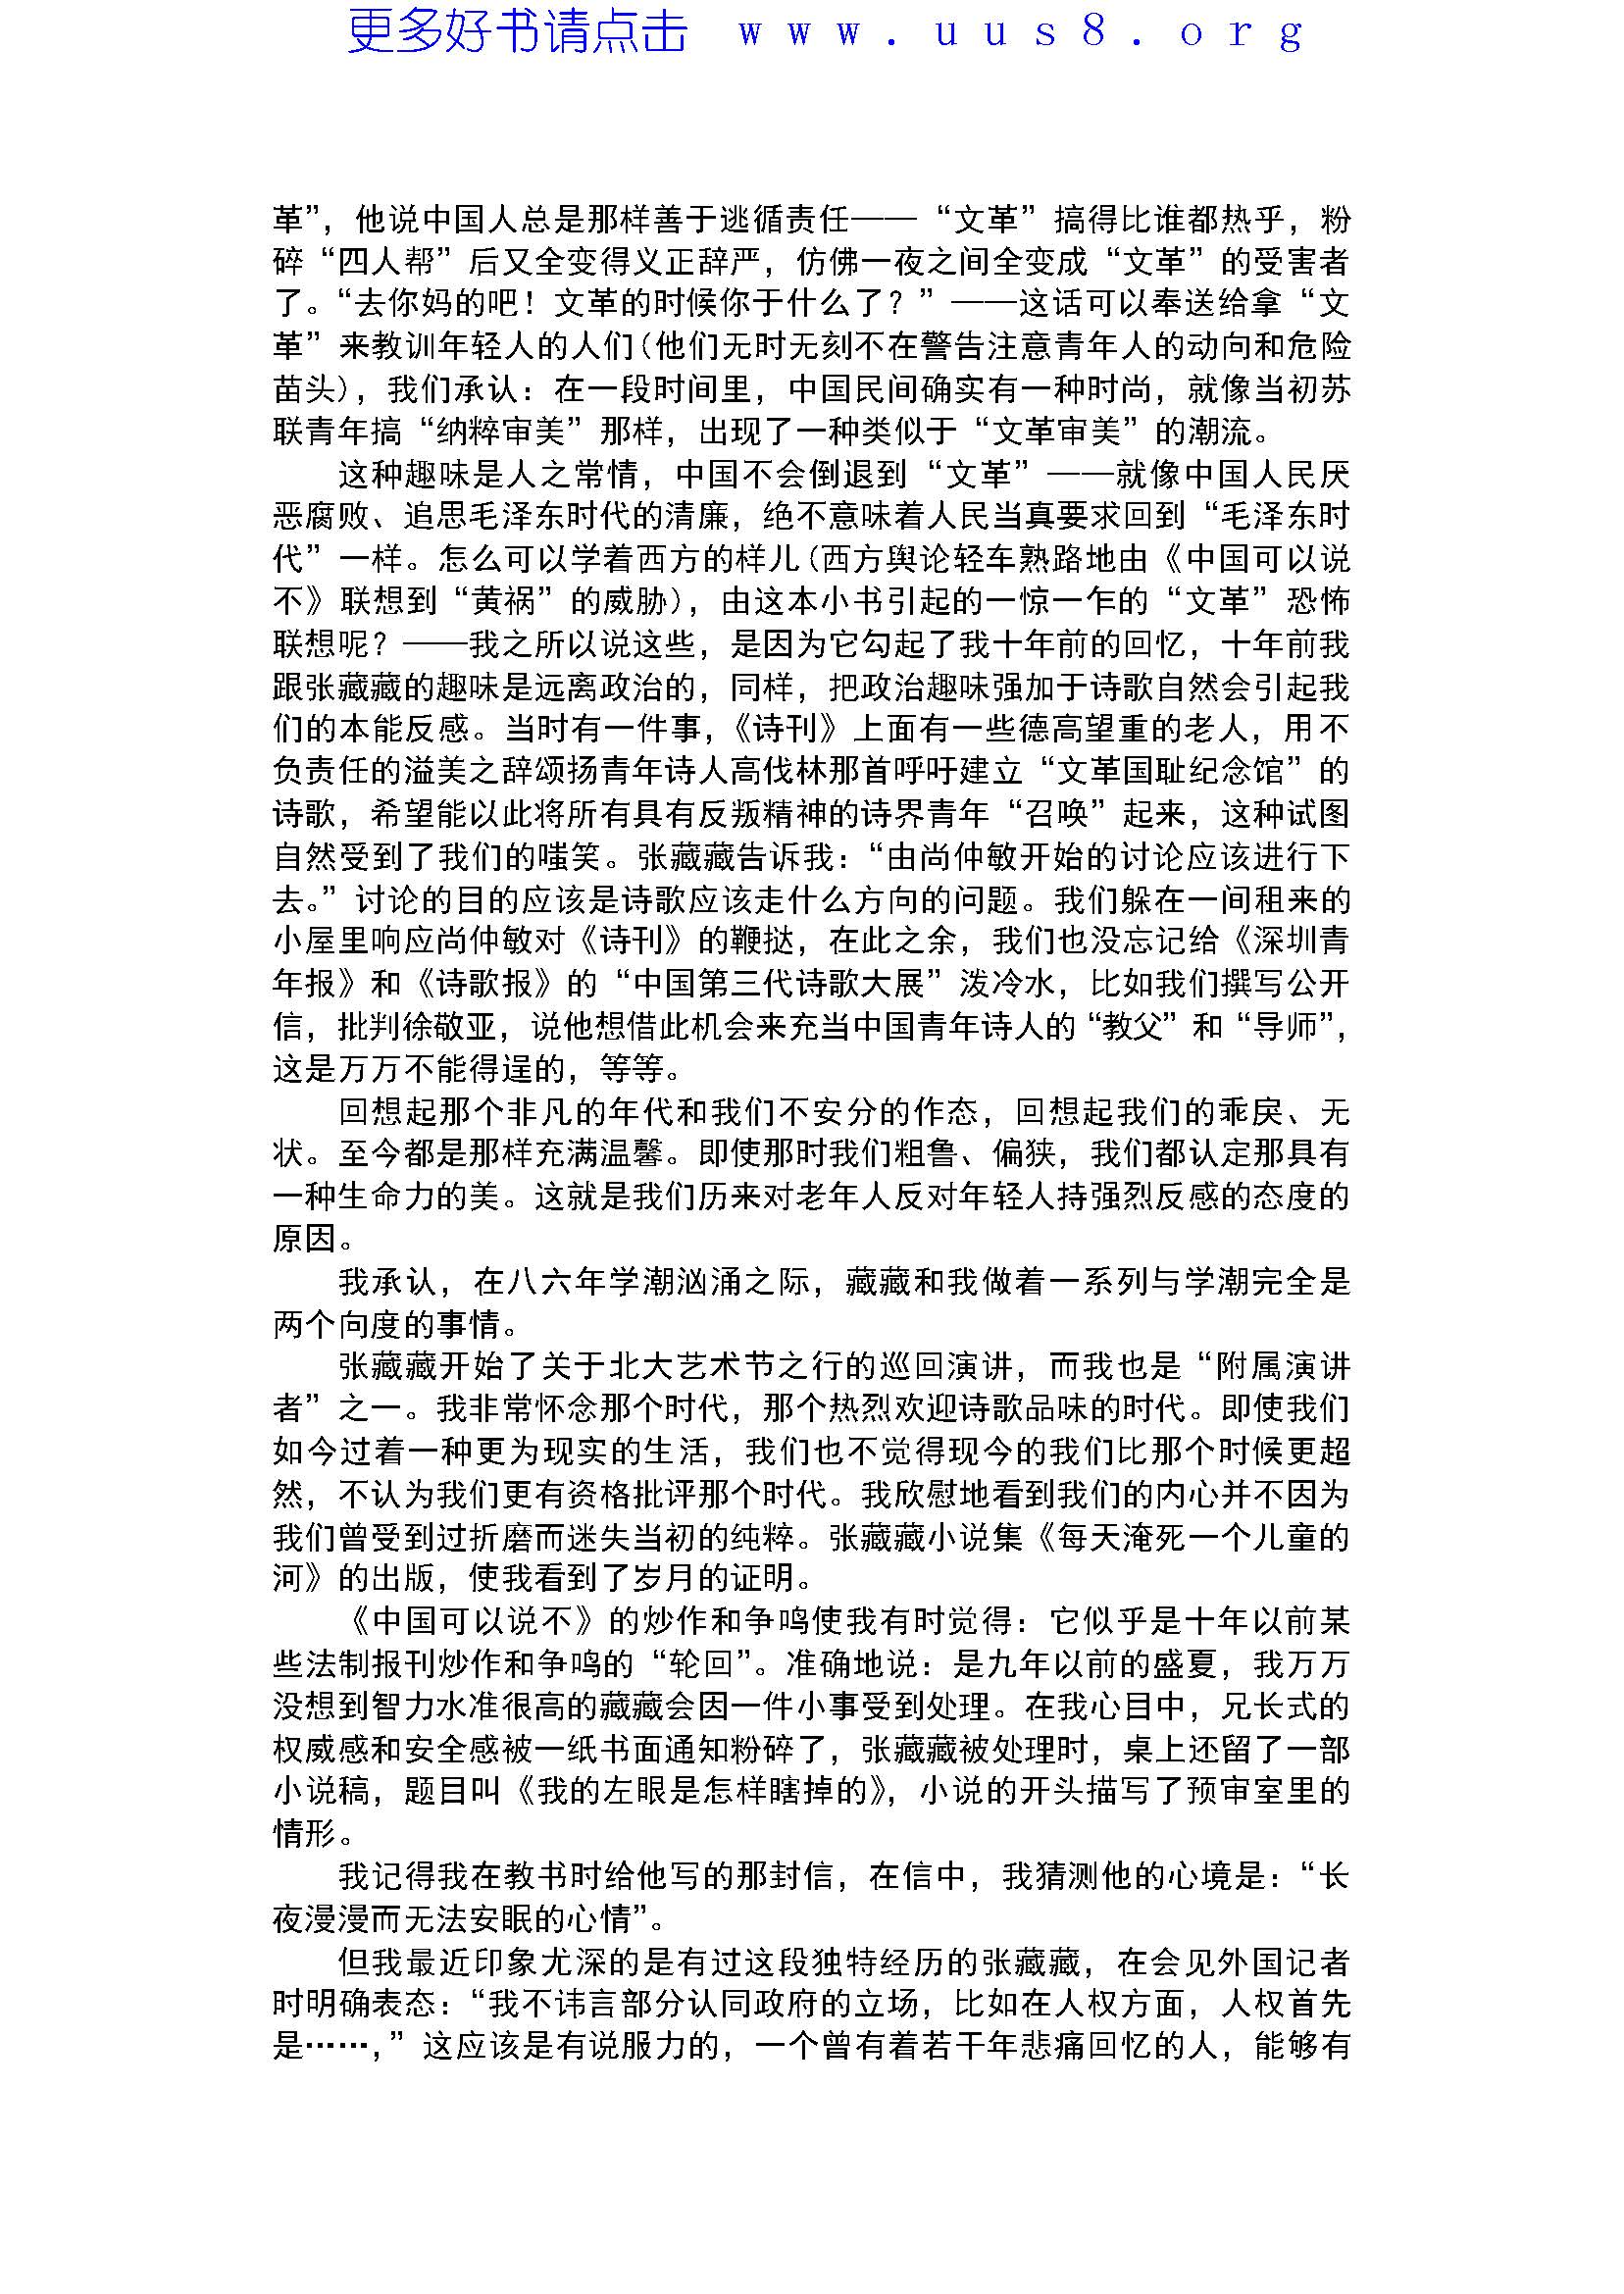 更多好书请点击 www.uus8.org
革”，他说中国人总是那样善于逃循责任——“文革”搞得比谁都热乎，粉
碎“四人帮”后又全变得义正辞严，仿佛一夜之间全变成“文革”的受害者
了。“去你妈的吧！文革的时候你于什么了？”——这话可以奉送给拿“文
革”来教训年轻人的人们(他们无时无刻不在警告注意青年人的动向和危险
苗头)，我们承认：在一段时间里，中国民间确实有一种时尚，就像当初苏
联青年搞“纳粹审美”那样，出现了一种类似于“文革审美”的潮流。
这种趣味是人之常情，中国不会倒退到“文革”——就像中国人民厌
恶腐败、追思毛泽东时代的清廉，绝不意味着人民当真要求回到“毛泽东时
代”一样。怎么可以学着西方的样儿(西方舆论轻车熟路地由《中国可以说
不》联想到“黄祸”的威胁)，由这本小书引起的一惊一乍的“文革”恐怖
联想呢？——我之所以说这些，是因为它勾起了我十年前的回忆，十年前我
跟张藏藏的趣味是远离政治的，同样，把政治趣味强加于诗歌自然会引起我
们的本能反感。当时有一件事，《诗刊》上面有一些德高望重的老人，用不
负责任的溢美之辞颂扬青年诗人高伐林那首呼吁建立“文革国耻纪念馆”的
诗歌，希望能以此将所有具有反叛精神的诗界青年“召唤”起来，这种试图
自然受到了我们的嗤笑。张藏藏告诉我：“由尚仲敏开始的讨论应该进行下
去。”讨论的目的应该是诗歌应该走什么方向的问题。我们躲在一间租来的
小屋里响应尚仲敏对《诗刊》的鞭挞，在此之余，我们也没忘记给《深圳青
年报》和《诗歌报》的“中国第三代诗歌大展”泼冷水，比如我们撰写公开
信，批判徐敬亚，说他想借此机会来充当中国青年诗人的“教父”和“导师”，
这是万万不能得逞的，等等。
回想起那个非凡的年代和我们不安分的作态，回想起我们的乖戾、无
状。至今都是那样充满温馨。即使那时我们粗鲁、偏狭，我们都认定那具有
一种生命力的美。这就是我们历来对老年人反对年轻人持强烈反感的态度的
原因。
我承认，在八六年学潮汹涌之际，藏藏和我做着一系列与学潮完全是
两个向度的事情。
张藏藏开始了关于北大艺术节之行的巡回演讲，而我也是“附属演讲
者”之一。我非常怀念那个时代，那个热烈欢迎诗歌品味的时代。即使我们
如今过着一种更为现实的生活，我们也不觉得现今的我们比那个时候更超
然，不认为我们更有资格批评那个时代。我欣慰地看到我们的内心并不因为
我们曾受到过折磨而迷失当初的纯粹。张藏藏小说集《每天淹死一个儿童的
河》的出版，使我看到了岁月的证明。
《中国可以说不》的炒作和争鸣使我有时觉得：它似乎是十年以前某
些法制报刊炒作和争鸣的“轮回”。准确地说：是九年以前的盛夏，我万万
没想到智力水准很高的藏藏会因一件小事受到处理。在我心目中，兄长式的
权威感和安全感被一纸书面通知粉碎了，张藏藏被处理时，桌上还留了一部
小说稿，题目叫《我的左眼是怎样瞎掉的》，小说的开头描写了预审室里的
情形。
我记得我在教书时给他写的那封信，在信中，我猜测他的心境是：“长
夜漫漫而无法安眠的心情”。
但我最近印象尤深的是有过这段独特经历的张藏藏，在会见外国记者
时明确表态：“我不讳言部分认同政府的立场，比如在人权方面，人权首先
是……，”这应该是有说服力的，一个曾有着若干年悲痛回忆的人，能够有